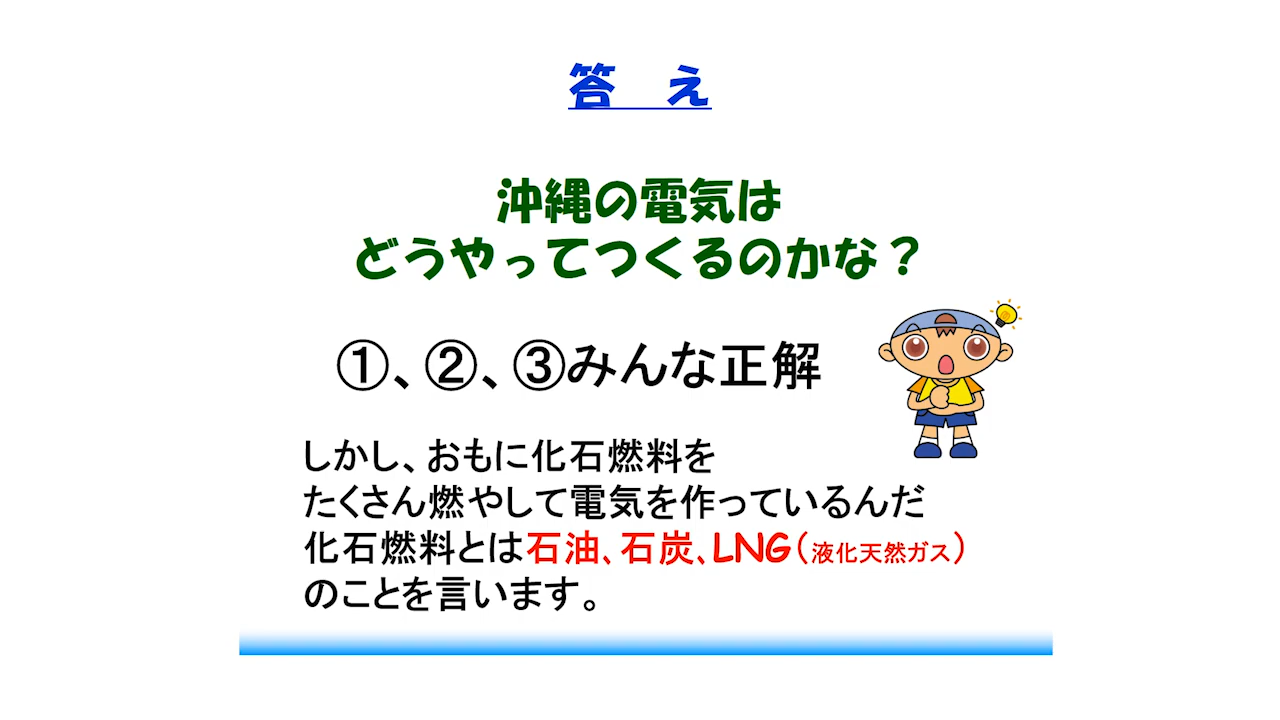 答　え
沖縄の電気は
どうやってつくるのかな？
①、②、③みんな正解
しかし、おもに化石燃料を
たくさん燃やして電気を作っているんだ
化石燃料とは石油、石炭、LNG（液化天然ガス）
のことを言います。